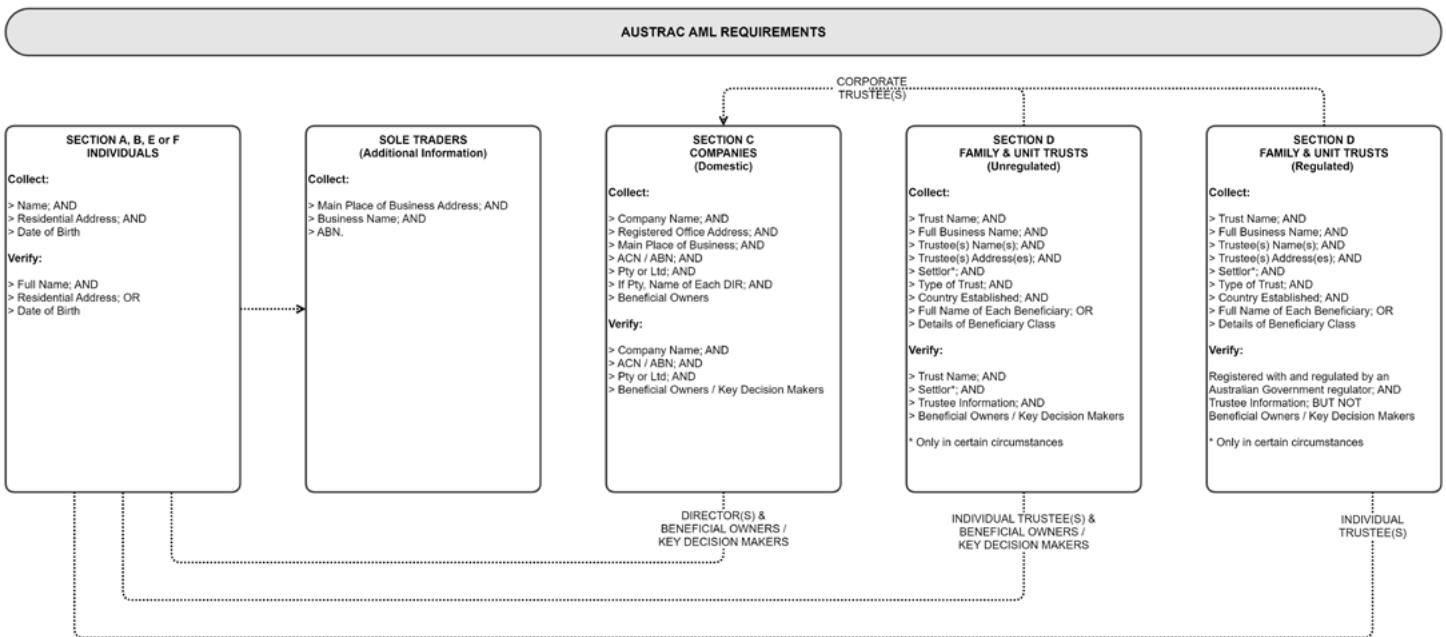 AUSTRAC AML REQUIREMENTS
CORPORATE
TRUSTEE(S)
SECTION A, B, E or F
INDIVIDUALS
Collect:
> Name; AND
> Residential Address; AND
> Date of Birth
Verify:
> Full Name; AND
> Residential Address; OR
> Date of Birth
SOLE TRADERS
(Additional Information)
Collect:
> Main Place of Business Address; AND
> Business Name; AND
> ABN.
SECTION C
COMPANIES
(Domestic)
Collect:
> Company Name; AND
> Registered Office Address; AND
> Main Place of Business; AND
> ACN / ABN; AND
> Pty or Ltd; AND
> If Pty, Name of Each DIR; AND
> Beneficial Owners
Verify:
> Company Name; AND
> ACN / ABN; AND
> Pty or Ltd; AND
> Beneficial Owners / Key Decision Makers
SECTION D
FAMILY & UNIT TRUSTS
(Unregulated)
Collect:
> Trust Name; AND
> Full Business Name; AND
> Trustee(s) Name(s); AND
> Trustee(s) Address(es); AND
> Settlor*; AND
> Type of Trust; AND
> Country Established; AND
> Full Name of Each Beneficiary; OR
> Details of Beneficiary Class
Verify:
> Trust Name; AND
> Settlor*; AND
> Trustee Information; AND
> Beneficial Owners / Key Decision Makers
* Only in certain circumstances
SECTION D
FAMILY & UNIT TRUSTS
(Regulated)
Collect:
> Trust Name; AND
> Full Business Name; AND
> Trustee(s) Name(s); AND
> Trustee(s) Address(es); AND
> Settlor*; AND
> Type of Trust; AND
> Country Established; AND
> Full Name of Each Beneficiary; OR
> Details of Beneficiary Class
Verify:
Registered with and regulated by an
Australian Government regulator; AND
Trustee Information; BUT NOT
Beneficial Owners / Key Decision Makers
* Only in certain circumstances
DIRECTOR(S) &
BENEFICIAL OWNERS /
KEY DECISION MAKERS
INDIVIDUAL TRUSTEE(S) &
BENEFICIAL OWNERS /
KEY DECISION MAKERS
INDIVIDUAL
TRUSTEE(S)